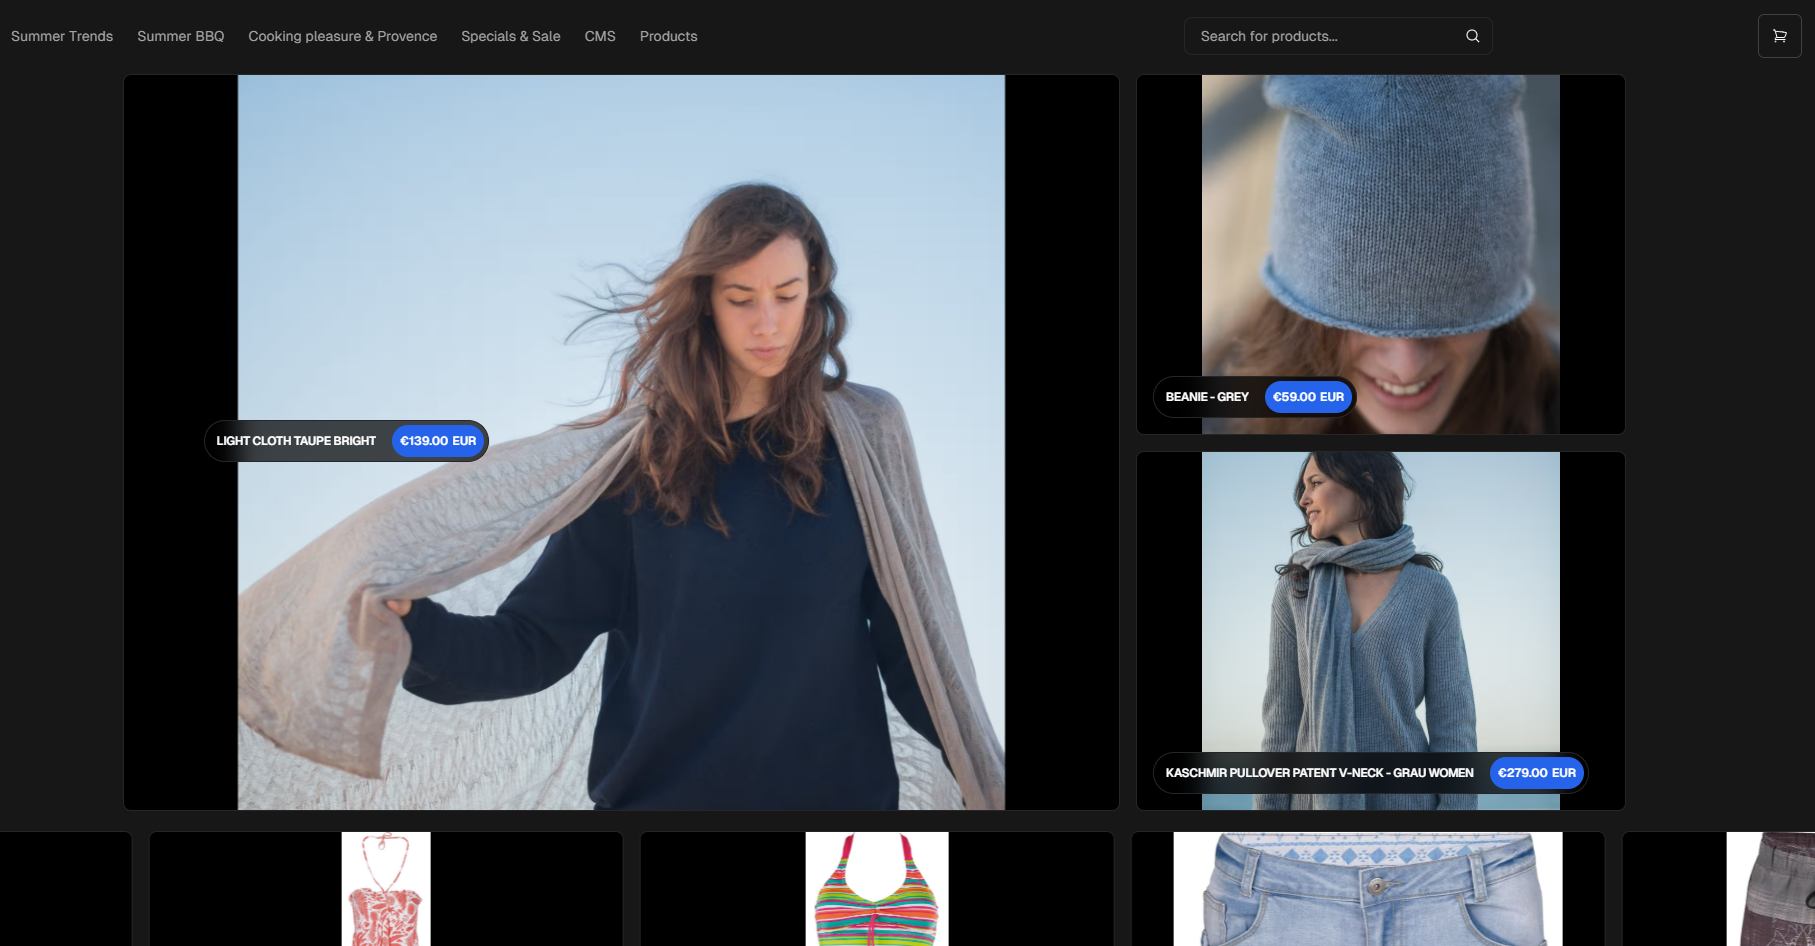 Summer Trends
Summer BBQ
Cooking pleasure & Provence
Specials & Sale
CMS
Products
Search for products...
LIGHT CLOTH TAUPE BRIGHT
€139.00 EUR
BEANIE - GREY
€59.00 EUR
KASCHMIR PULLOVER PATENT V-NECK - GRAU WOMEN
€279.00 EUR